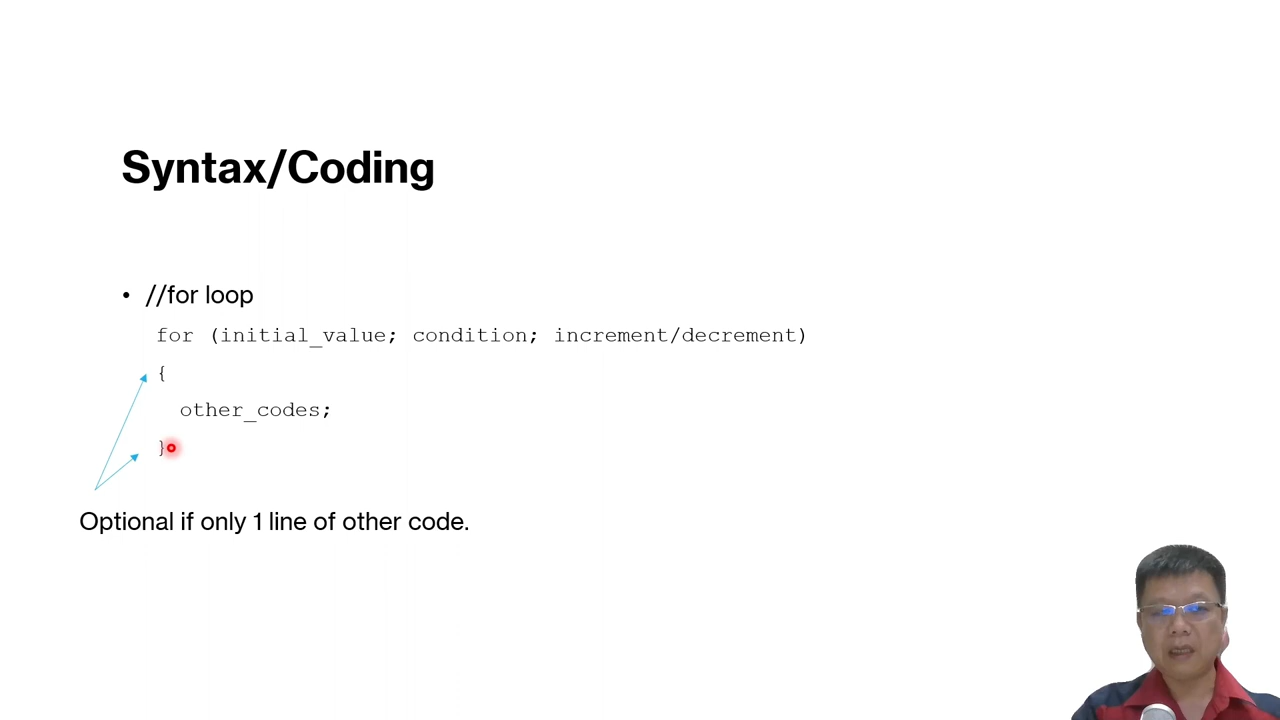 Syntax/Coding
• //for loop
for (initial_value; condition; increment/decrement)
{
other_codes;
}
Optional if only 1 line of other code.